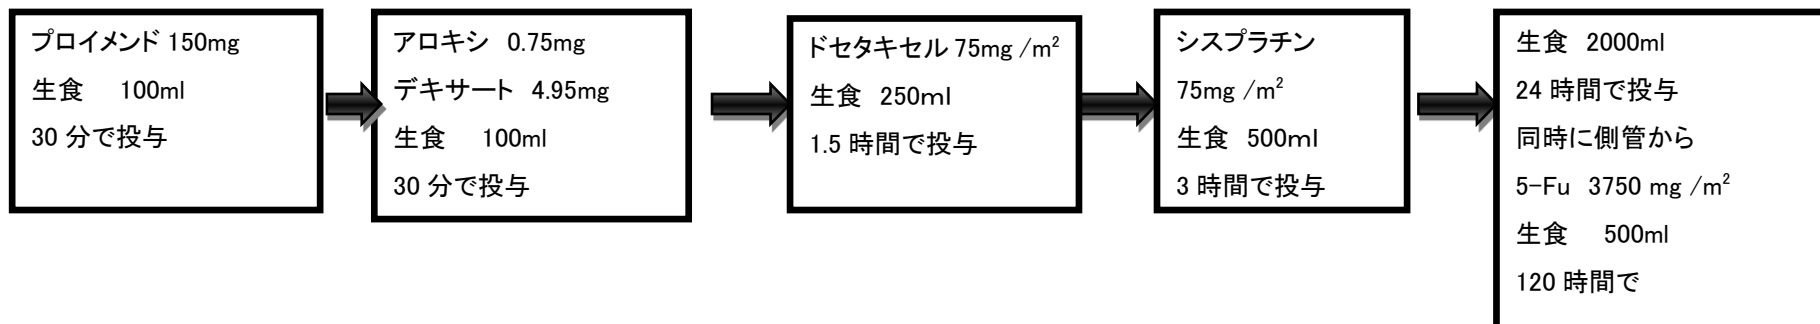 プロイメンド 150mg
生食 100ml
30 分で投与
アロキシ 0.75mg
デキサート 4.95mg
生食 100ml
30 分で投与
ドセタキセル 75mg /m²
生食 250ml
1.5 時間で投与
シスプラチン
75mg /m²
生食 500ml
3 時間で投与
生食 2000ml
24 時間で投与
同時に側管から
5-Fu 3750 mg /m²
生食 500ml
120 時間で